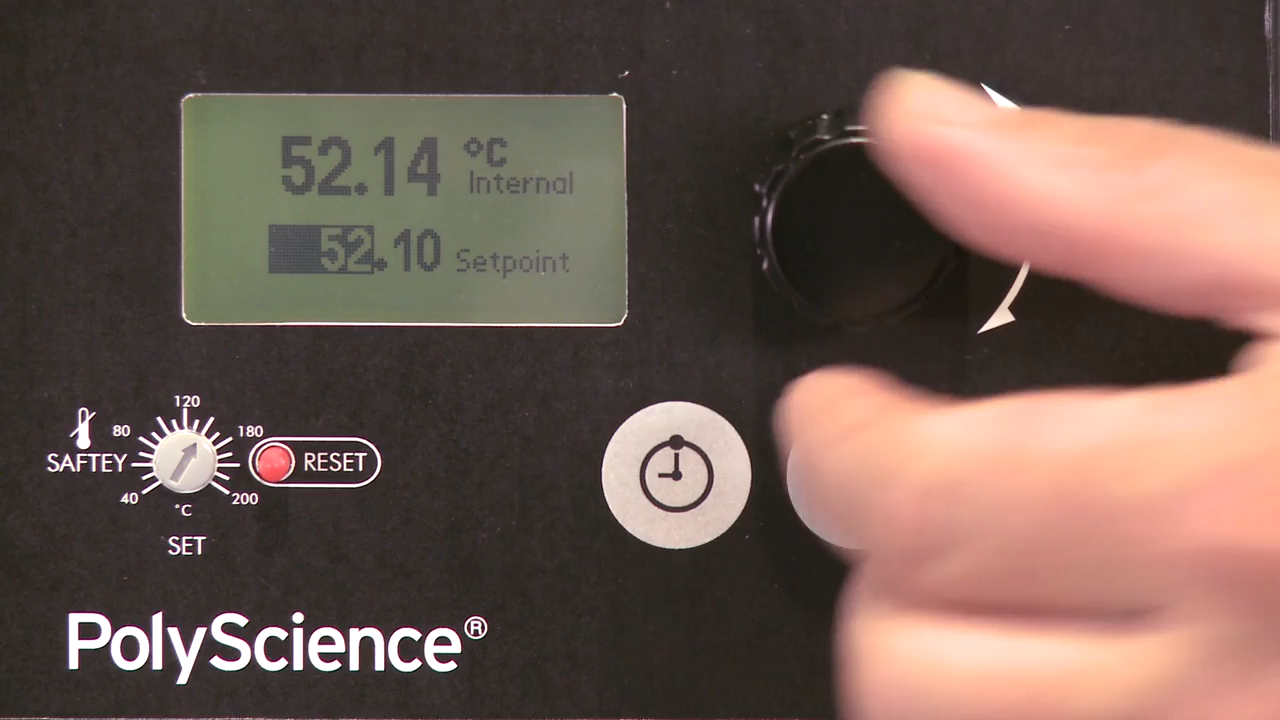 52.14 °C
Internal
52.10 Setpoint
120
80 180
SAFTEY RESET
40 200
°C
SET
PolyScience®